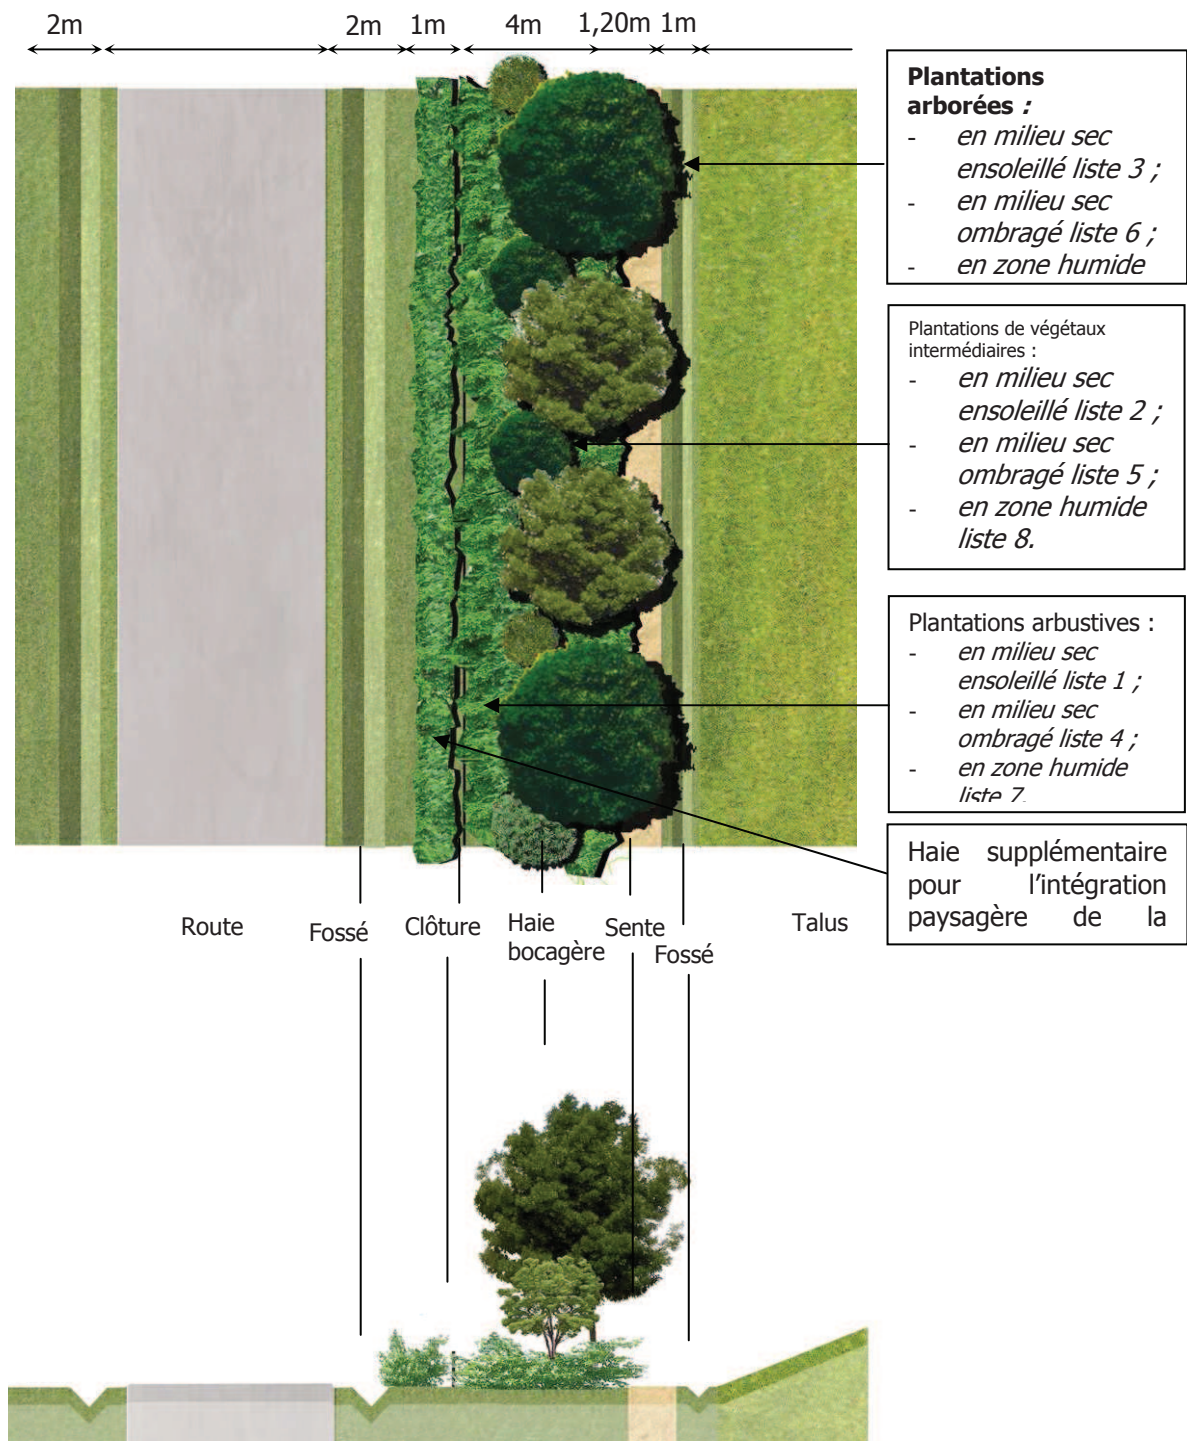 2m 2m 1m 4m 1,20m 1m
Plantations
arborées :
- en milieu sec
ensoleillé liste 3 ;
- en milieu sec
ombragé liste 6 ;
- en zone humide
Plantations de végétaux
intermédiaires :
- en milieu sec
ensoleillé liste 2 ;
- en milieu sec
ombragé liste 5 ;
- en zone humide
liste 8.
Plantations arbustives :
- en milieu sec
ensoleillé liste 1 ;
- en milieu sec
ombragé liste 4 ;
- en zone humide
liste 7.
Haie supplémentaire
pour l'intégration
paysagère de la
Route
Fossé
Clôture
Haie
bocagère
Sente
Fossé
Talus